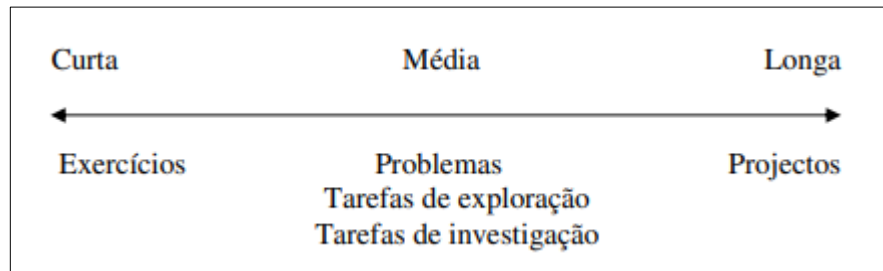 Curta Média Longa
Exercícios Problemas Projectos
Tarefas de exploração
Tarefas de investigação